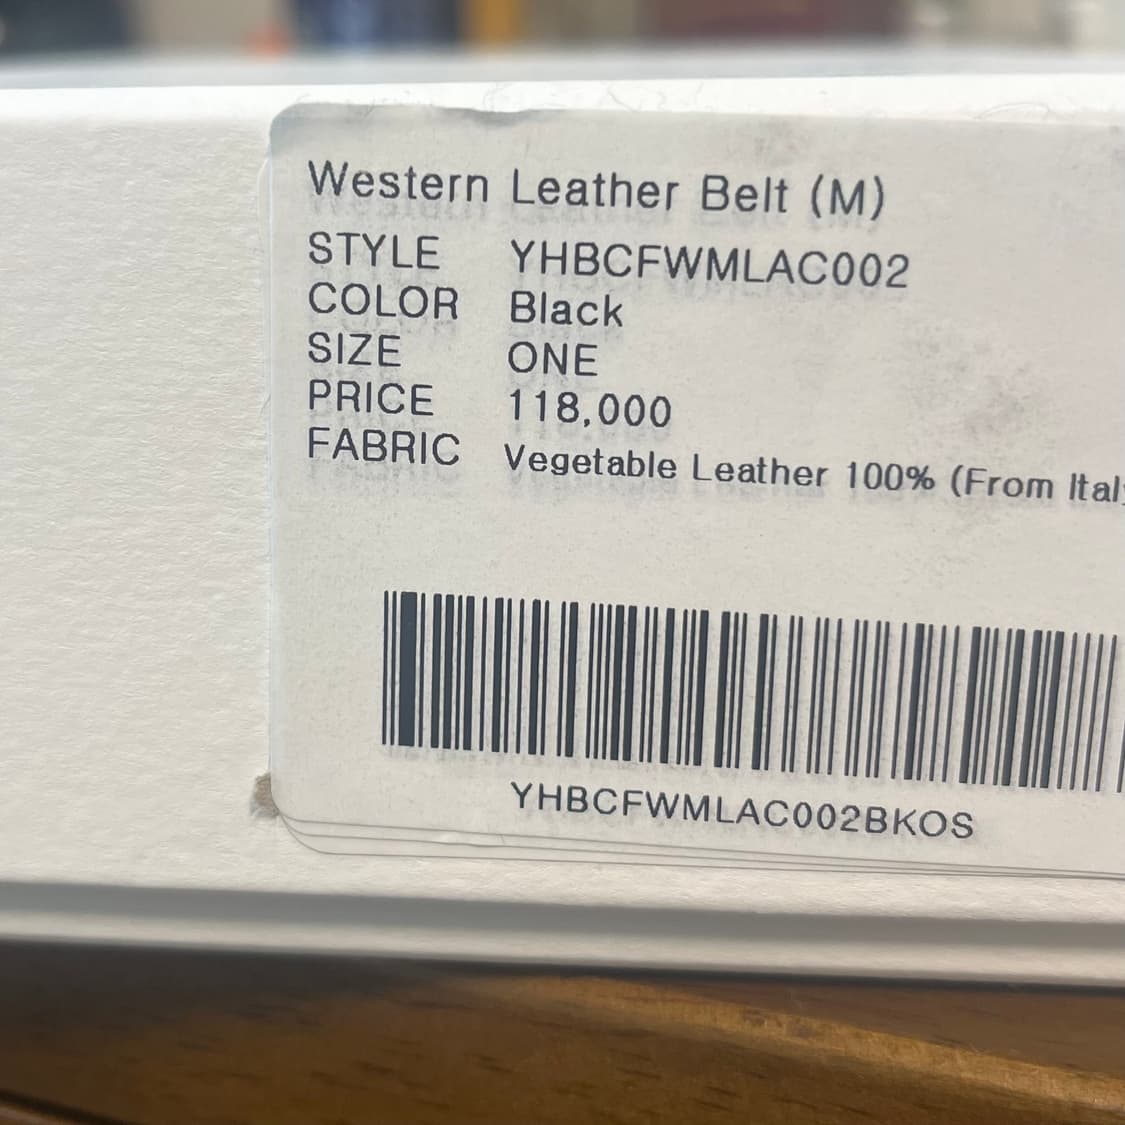 Western Leather Belt (M)
STYLE YHBCFWMLAC002
COLOR Black
SIZE ONE
PRICE 118,000
FABRIC Vegetable Leather 100% (From
YHBCFWMLAC002BKOS